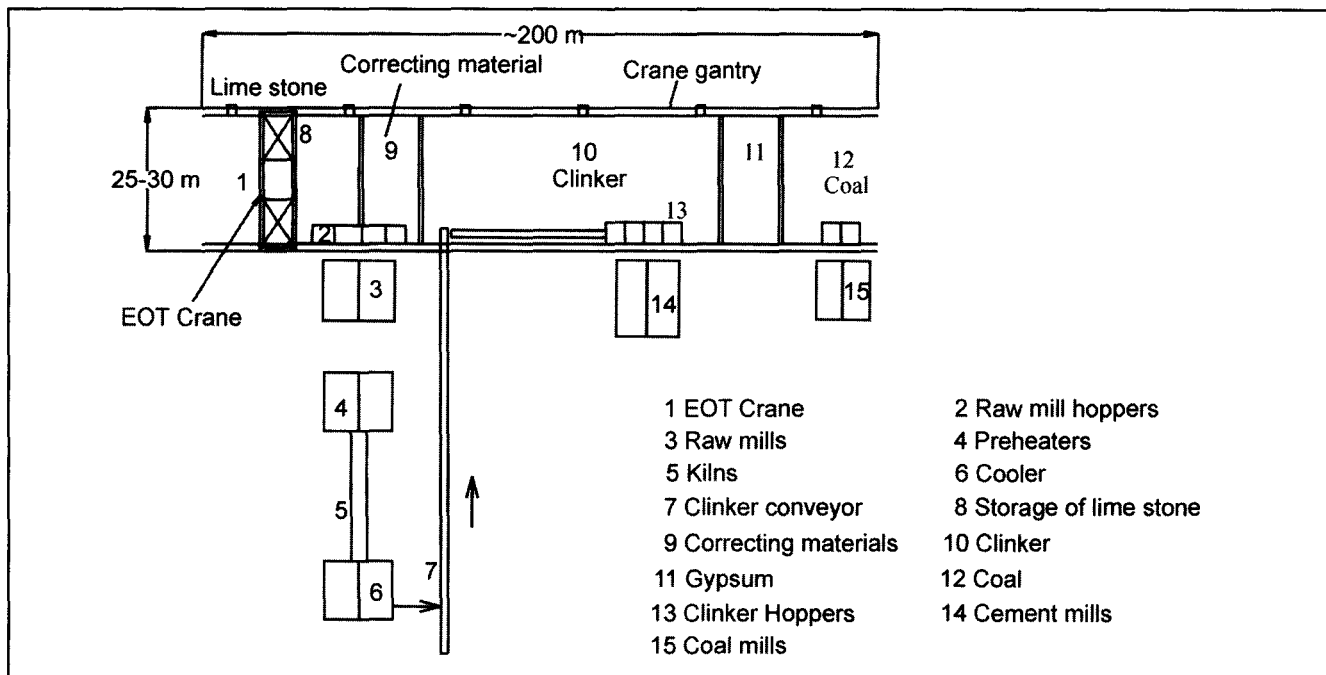 ~200 m
Correcting material
Lime stone
Crane gantry
8
9
10
Clinker
11
12
Coal
25-30 m
1
2
13
3
14
15
EOT Crane
4
5
6
7
1 EOT Crane
2 Raw mill hoppers
3 Raw mills
4 Preheaters
5 Kilns
6 Cooler
7 Clinker conveyor
8 Storage of lime stone
9 Correcting materials
10 Clinker
11 Gypsum
12 Coal
13 Clinker Hoppers
14 Cement mills
15 Coal mills